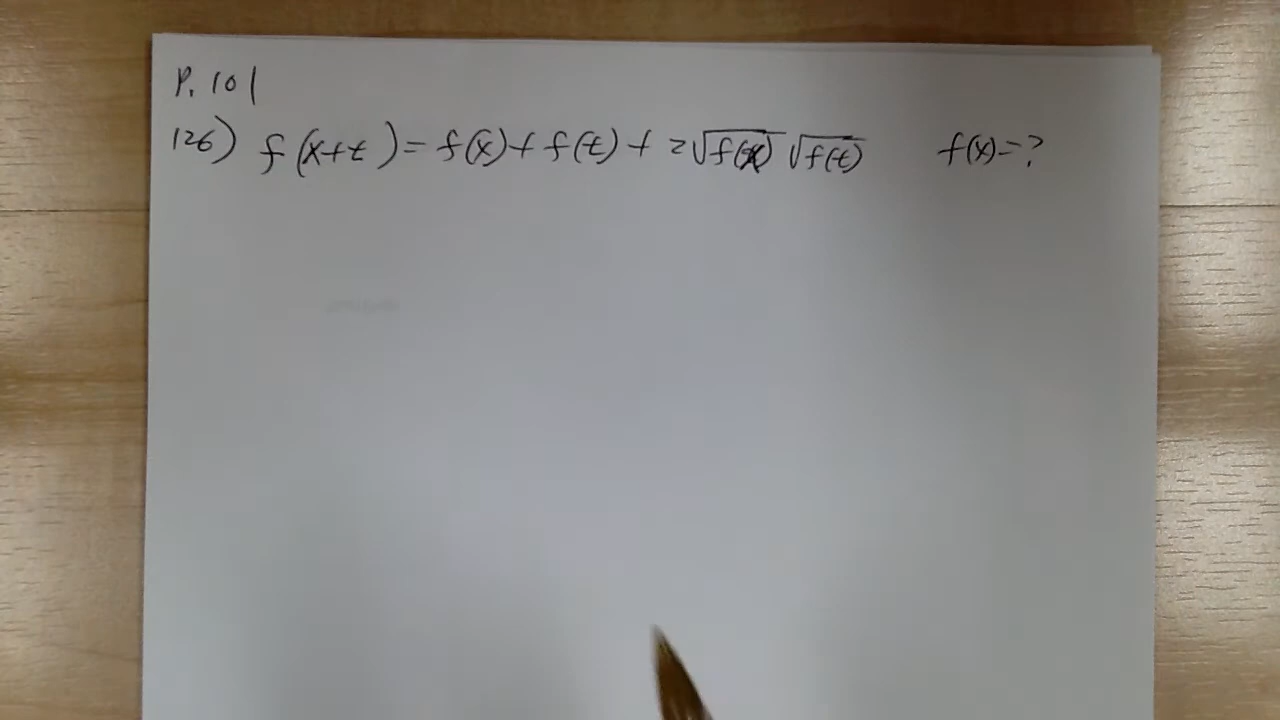 P. 101
126) f(x+t) = f(x) + f(t) + 2√f(x) √f(t) f(x) = ?